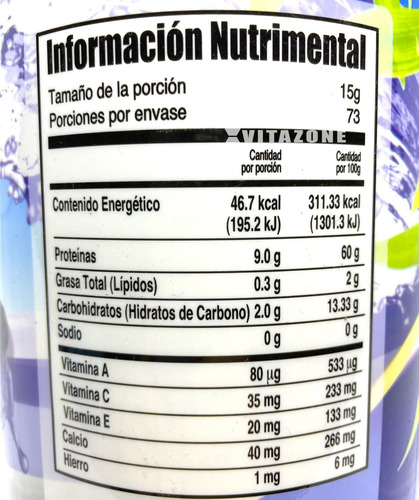 Información Nutrimental
Tamaño de la porción 15g
Porciones por envase 73
VITAZONE
Cantidad por porción Cantidad por 100g
Contenido Energético 46.7 kcal 311.33 kcal
(195.2 kJ) (1301.3 kJ)
Proteínas 9.0 g 60 g
Grasa Total (Lípidos) 0.3 g 2 g
Carbohidratos (Hidratos de Carbono) 2.0 g 13.33 g
Sodio 0 g 0 g
Vitamina A 80 µg 533 µg
Vitamina C 35 mg 233 mg
Vitamina E 20 mg 133 mg
Calcio 40 mg 266 mg
Hierro 1 mg 6 mg